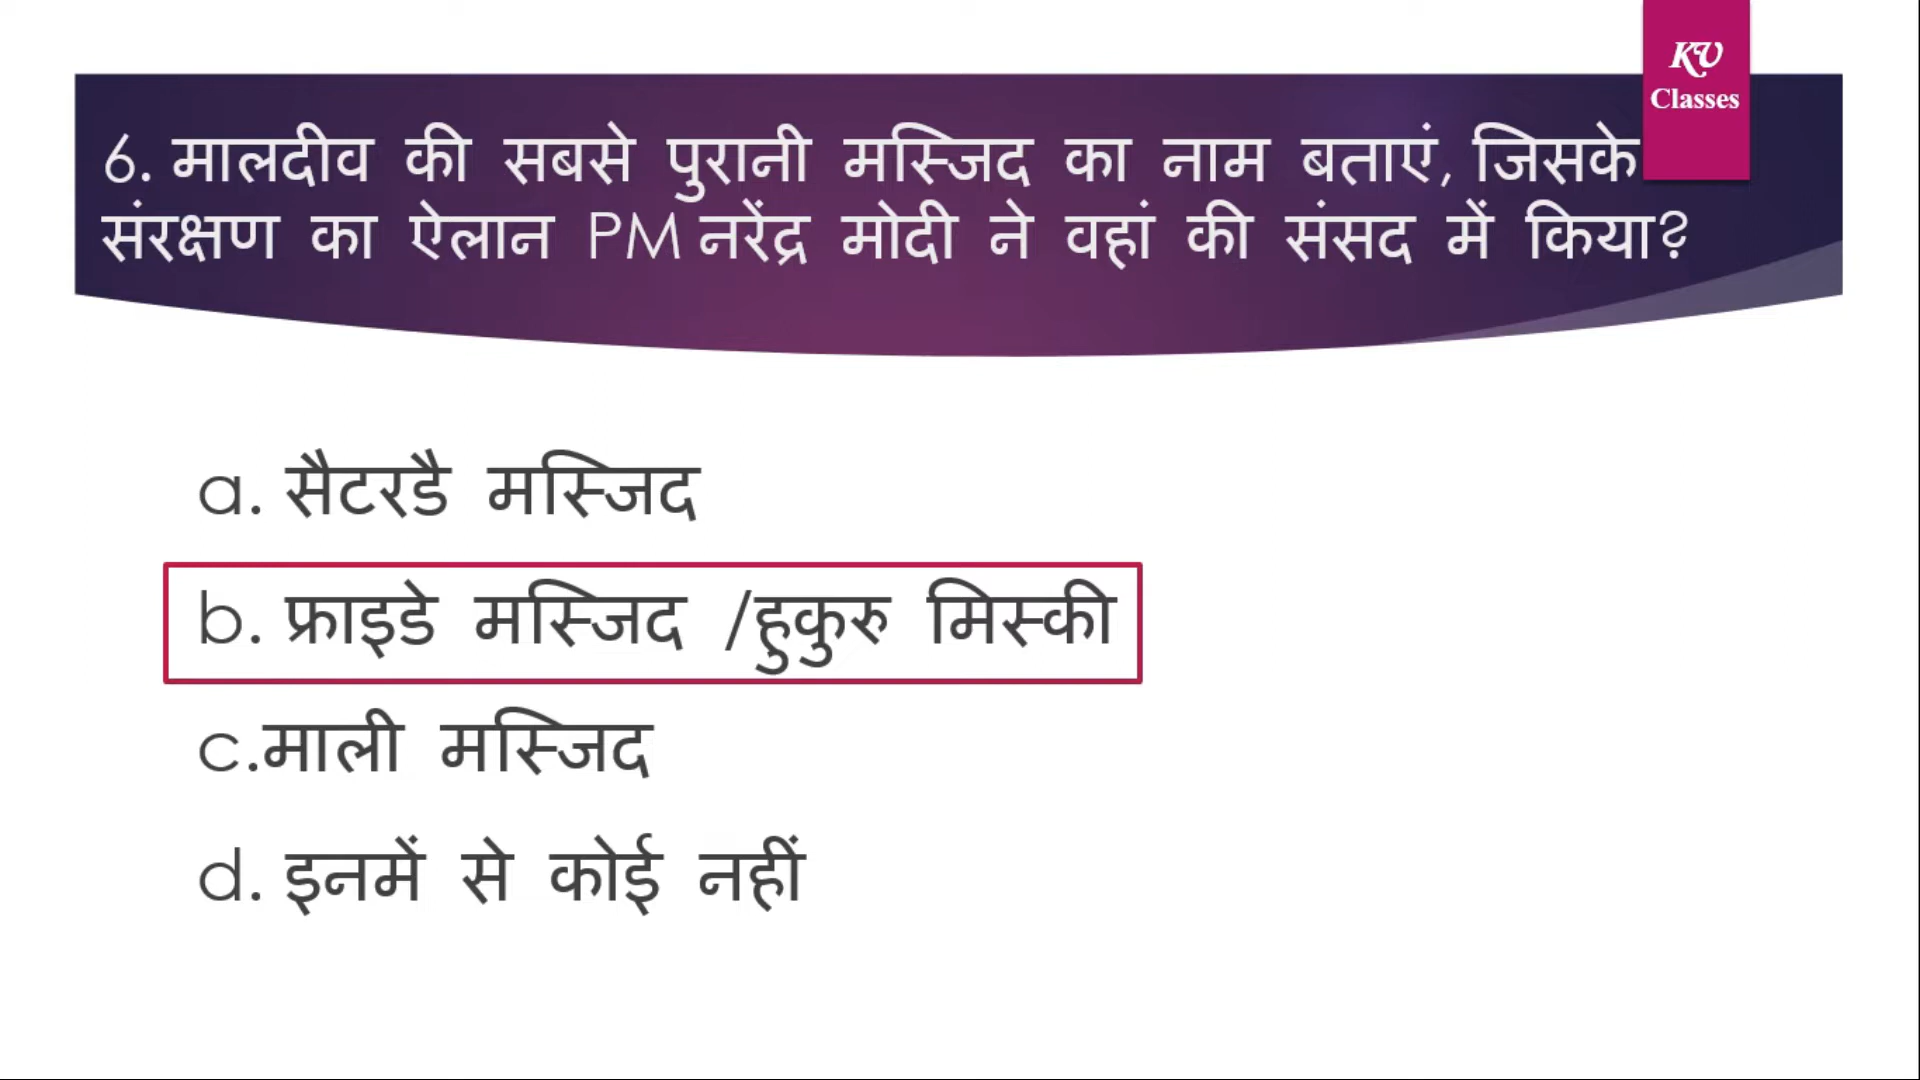 KV
Classes
6. मालदीव की सबसे पुरानी मस्जिद का नाम बताएं, जिसके
संरक्षण का ऐलान PM नरेंद्र मोदी ने वहां की संसद में किया?
a. सैटरडै मस्जिद
b. फ्राइडे मस्जिद /हुकुरु मिस्की
c.माली मस्जिद
d. इनमें से कोई नहीं